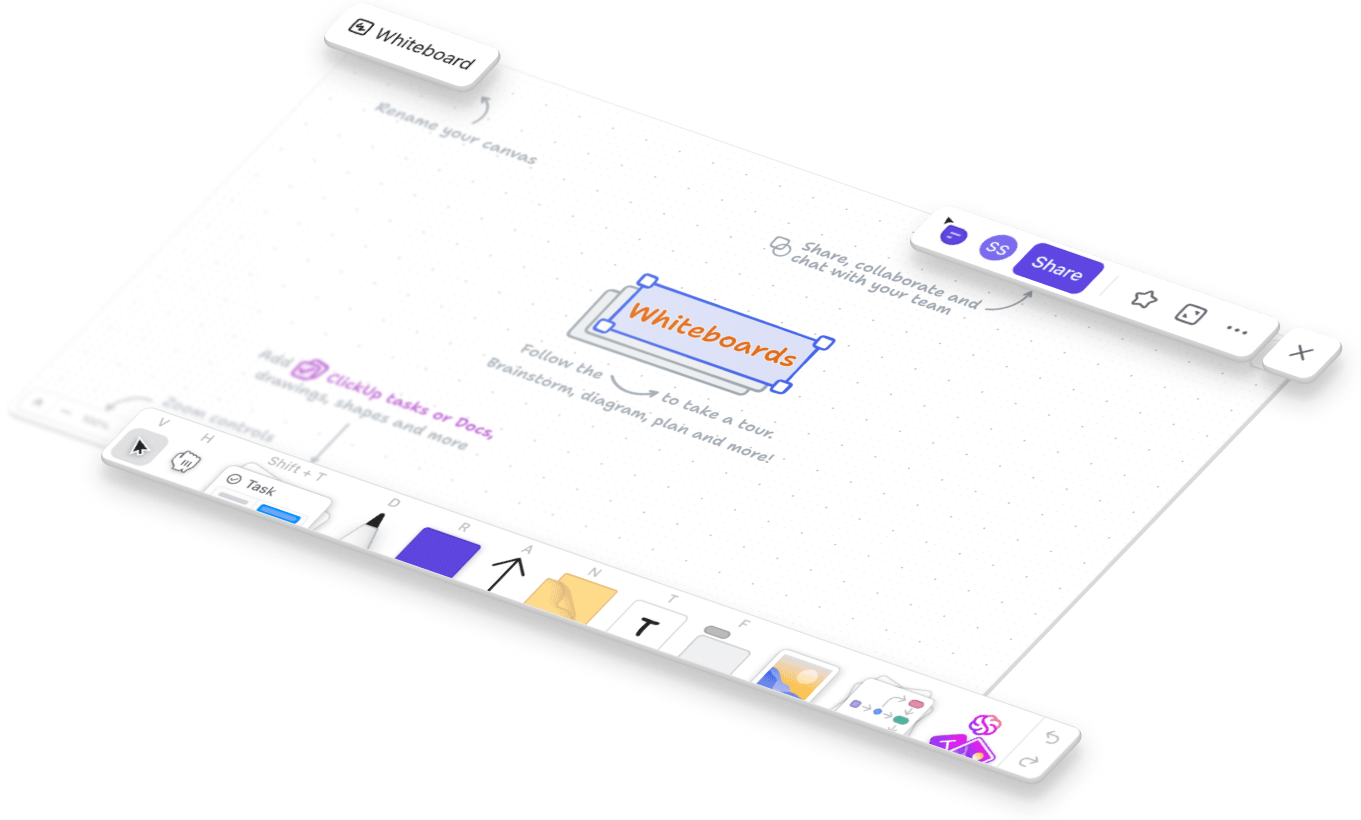 Whiteboard
Rename your canvas
SS
Share
Share, collaborate and
chat with your team
Whiteboards
Follow the to take a tour.
Brainstorm, diagram, plan and more!
Add ClickUp tasks or Docs,
drawings, shapes and more
Zoom controls
V
H
Shift + T
Task
D
R
A
N
T
T
F
T